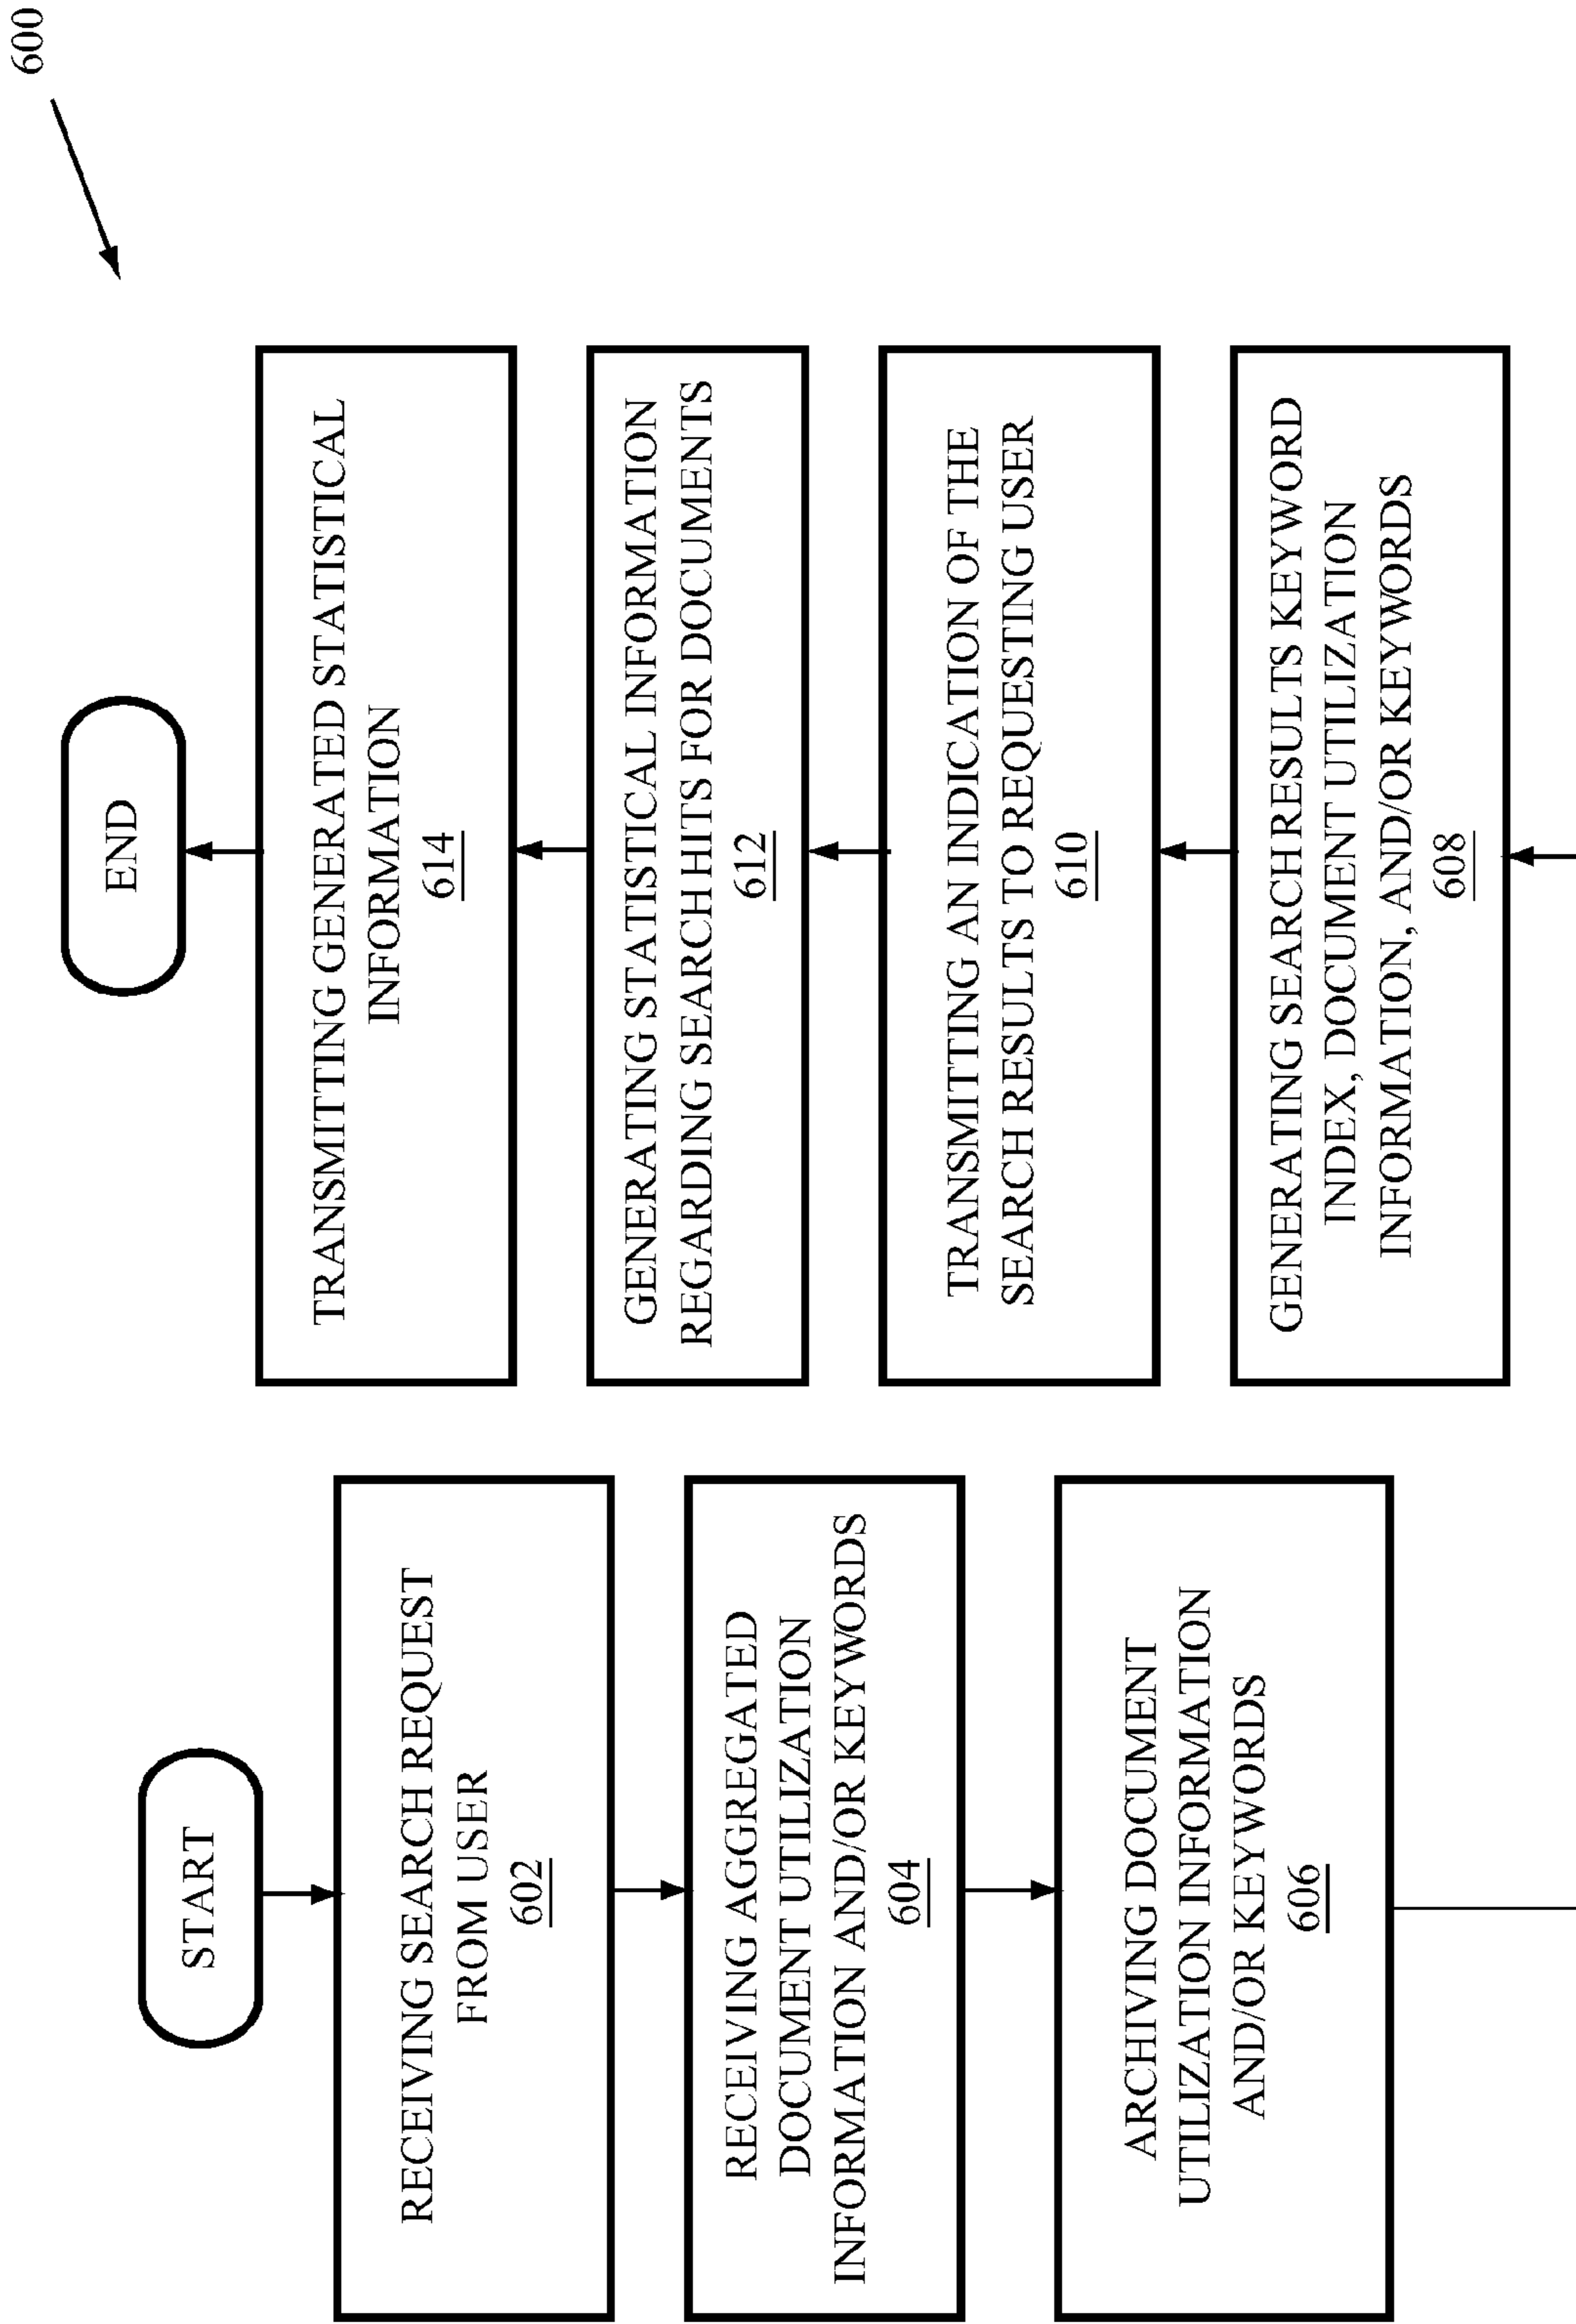 600
START
RECEIVING SEARCH REQUEST
FROM USER
602
RECEIVING AGGREGATED
DOCUMENT UTILIZATION
INFORMATION AND/OR KEYWORDS
604
ARCHIVING DOCUMENT
UTILIZATION INFORMATION
AND/OR KEYWORDS
606
GENERATING SEARCH RESULTS KEYWORD
INDEX, DOCUMENT UTILIZATION
INFORMATION, AND/OR KEYWORDS
608
TRANSMITTING AN INDICATION OF THE
SEARCH RESULTS TO REQUESTING USER
610
GENERATING STATISTICAL INFORMATION
REGARDING SEARCH HITS FOR DOCUMENTS
612
TRANSMITTING GENERATED STATISTICAL
INFORMATION
614
END